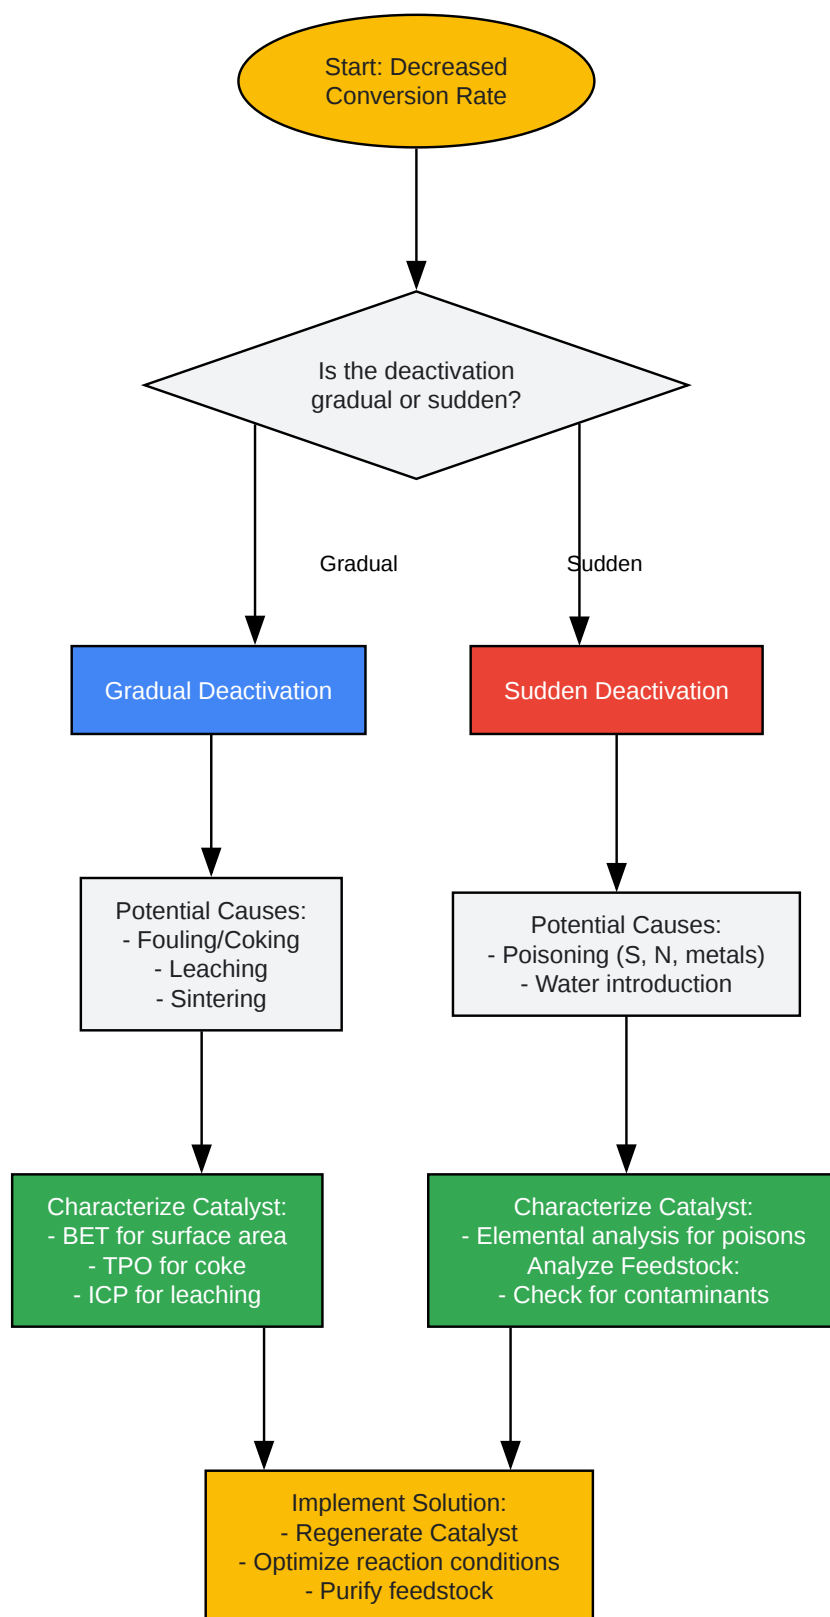 Start: Decreased
Conversion Rate
Is the deactivation
gradual or sudden?
Gradual
Sudden
Gradual Deactivation
Sudden Deactivation
Potential Causes:
- Fouling/Coking
- Leaching
- Sintering
Potential Causes:
- Poisoning (S, N, metals)
- Water introduction
Characterize Catalyst:
- BET for surface area
- TPO for coke
- ICP for leaching
Characterize Catalyst:
- Elemental analysis for poisons
Analyze Feedstock:
- Check for contaminants
Implement Solution:
- Regenerate Catalyst
- Optimize reaction conditions
- Purify feedstock